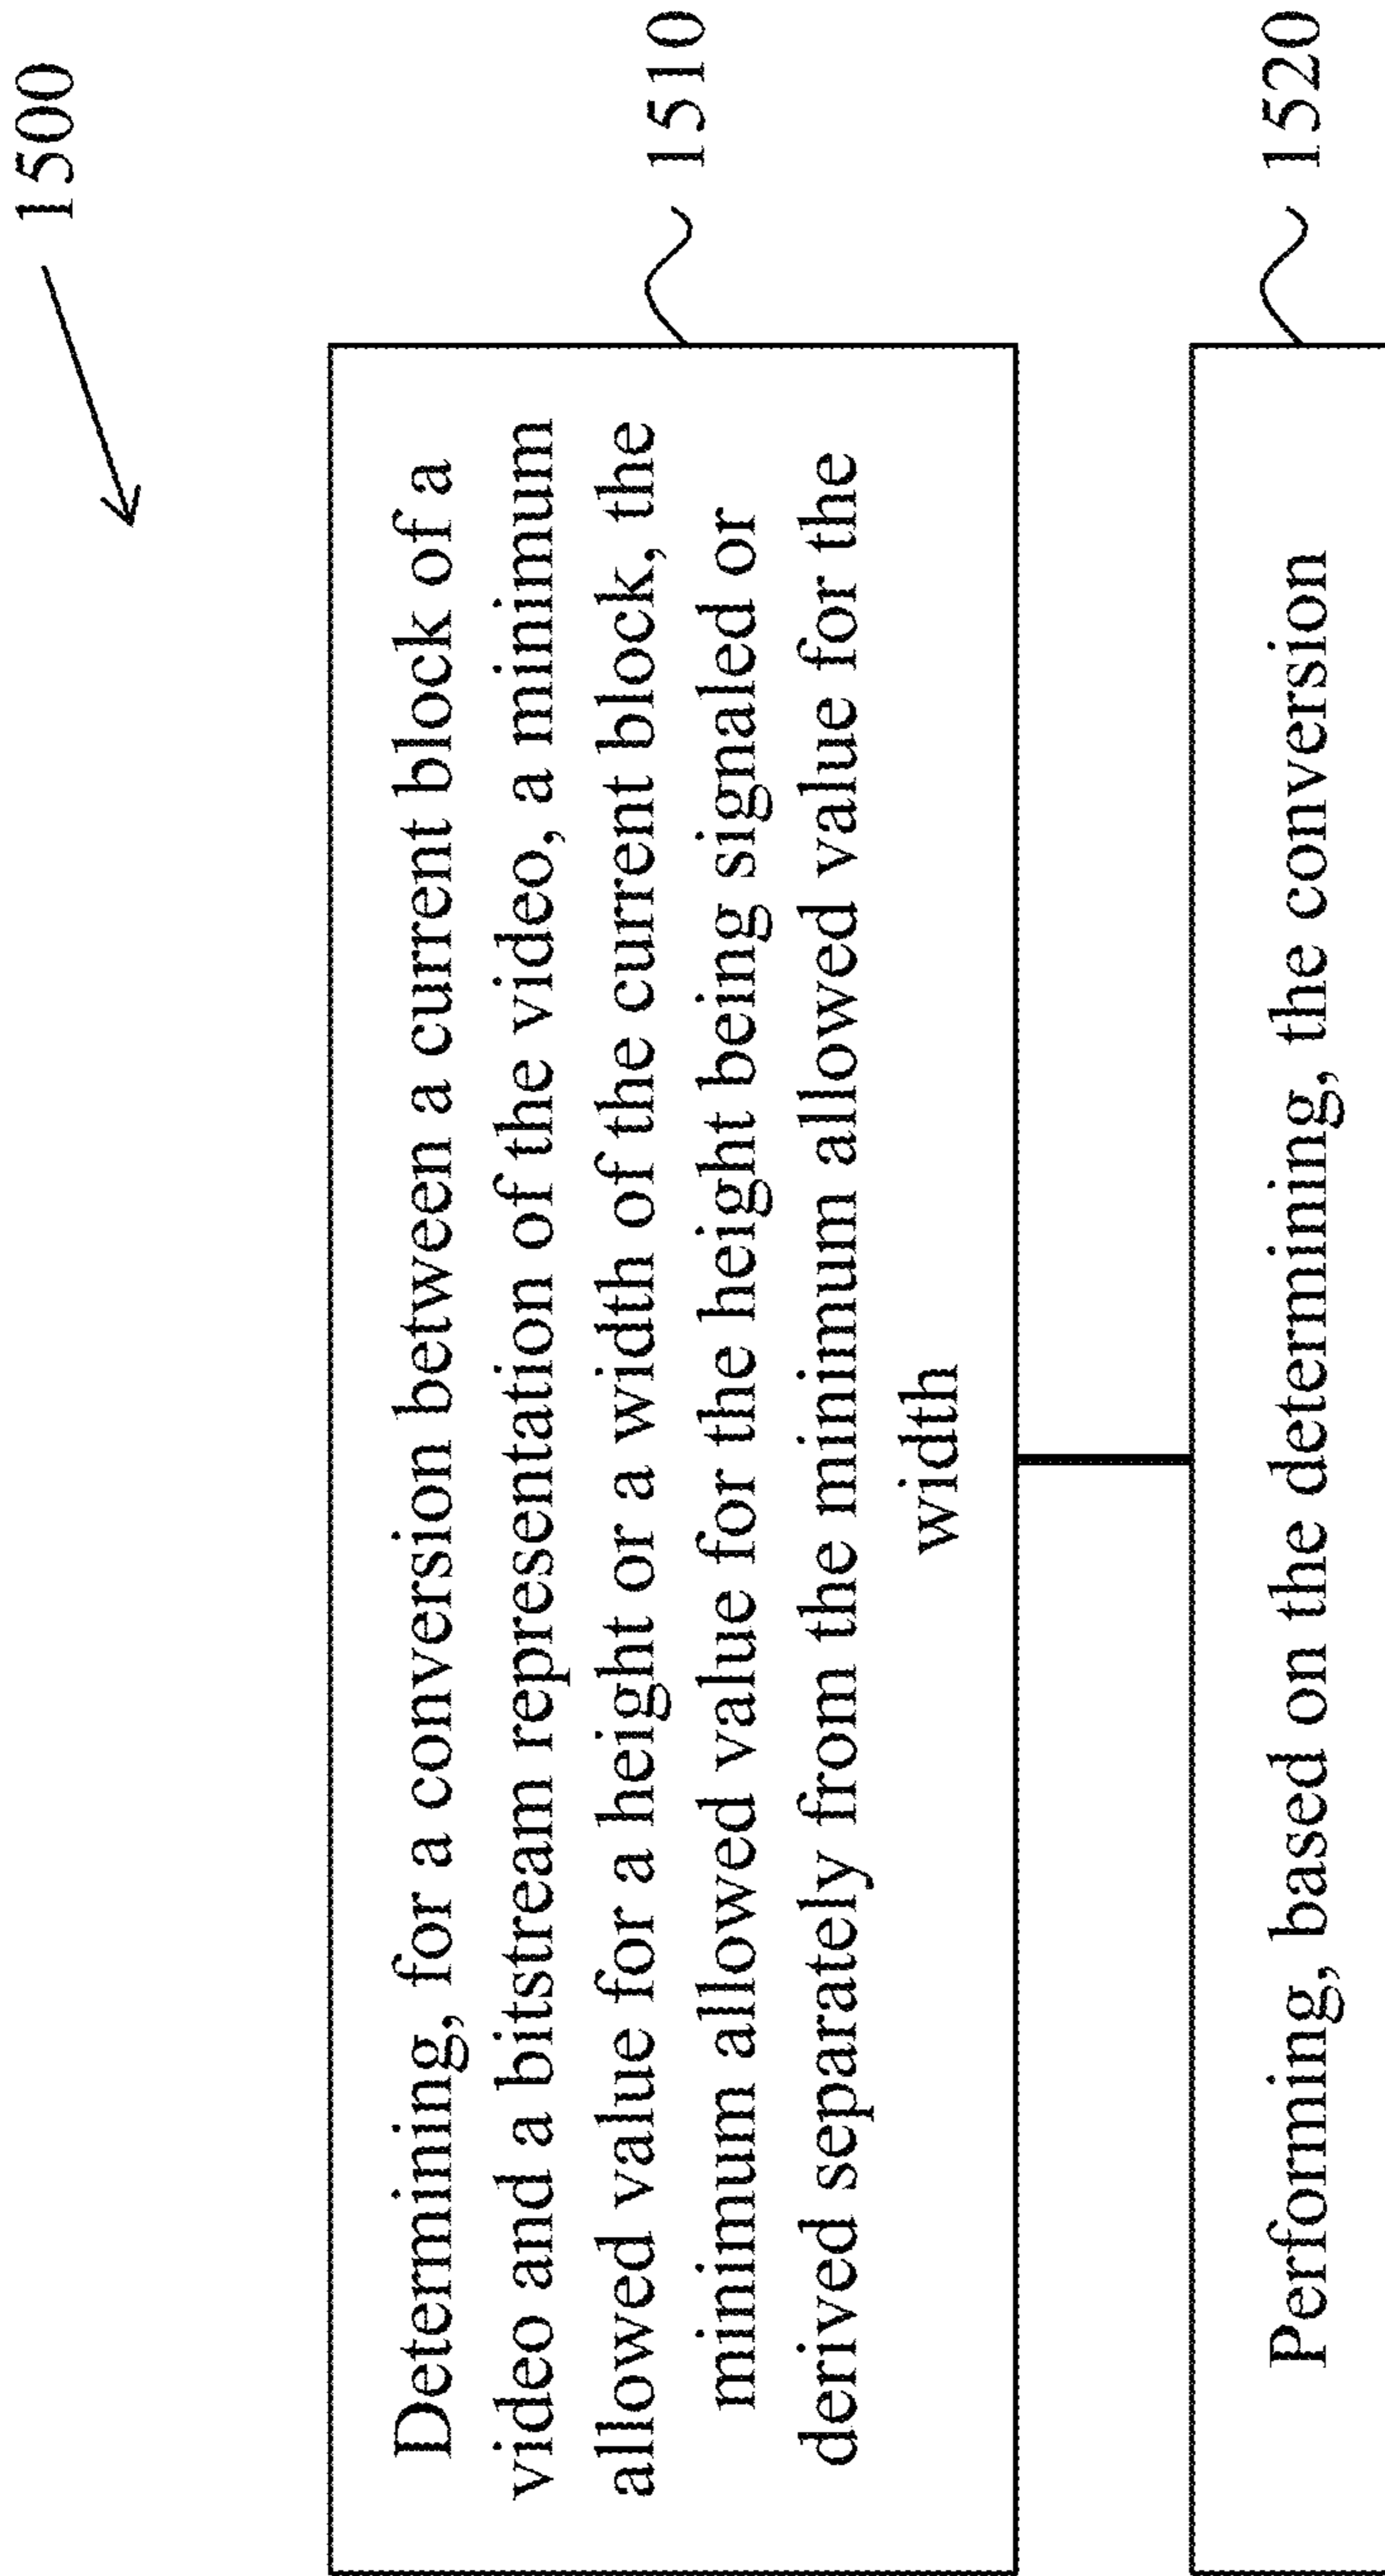 1500
Determining, for a conversion between a current block of a
video and a bitstream representation of the video, a minimum
allowed value for a height or a width of the current block, the
minimum allowed value for the height being signaled or
derived separately from the minimum allowed value for the
width
1510
Performing, based on the determining, the conversion
1520